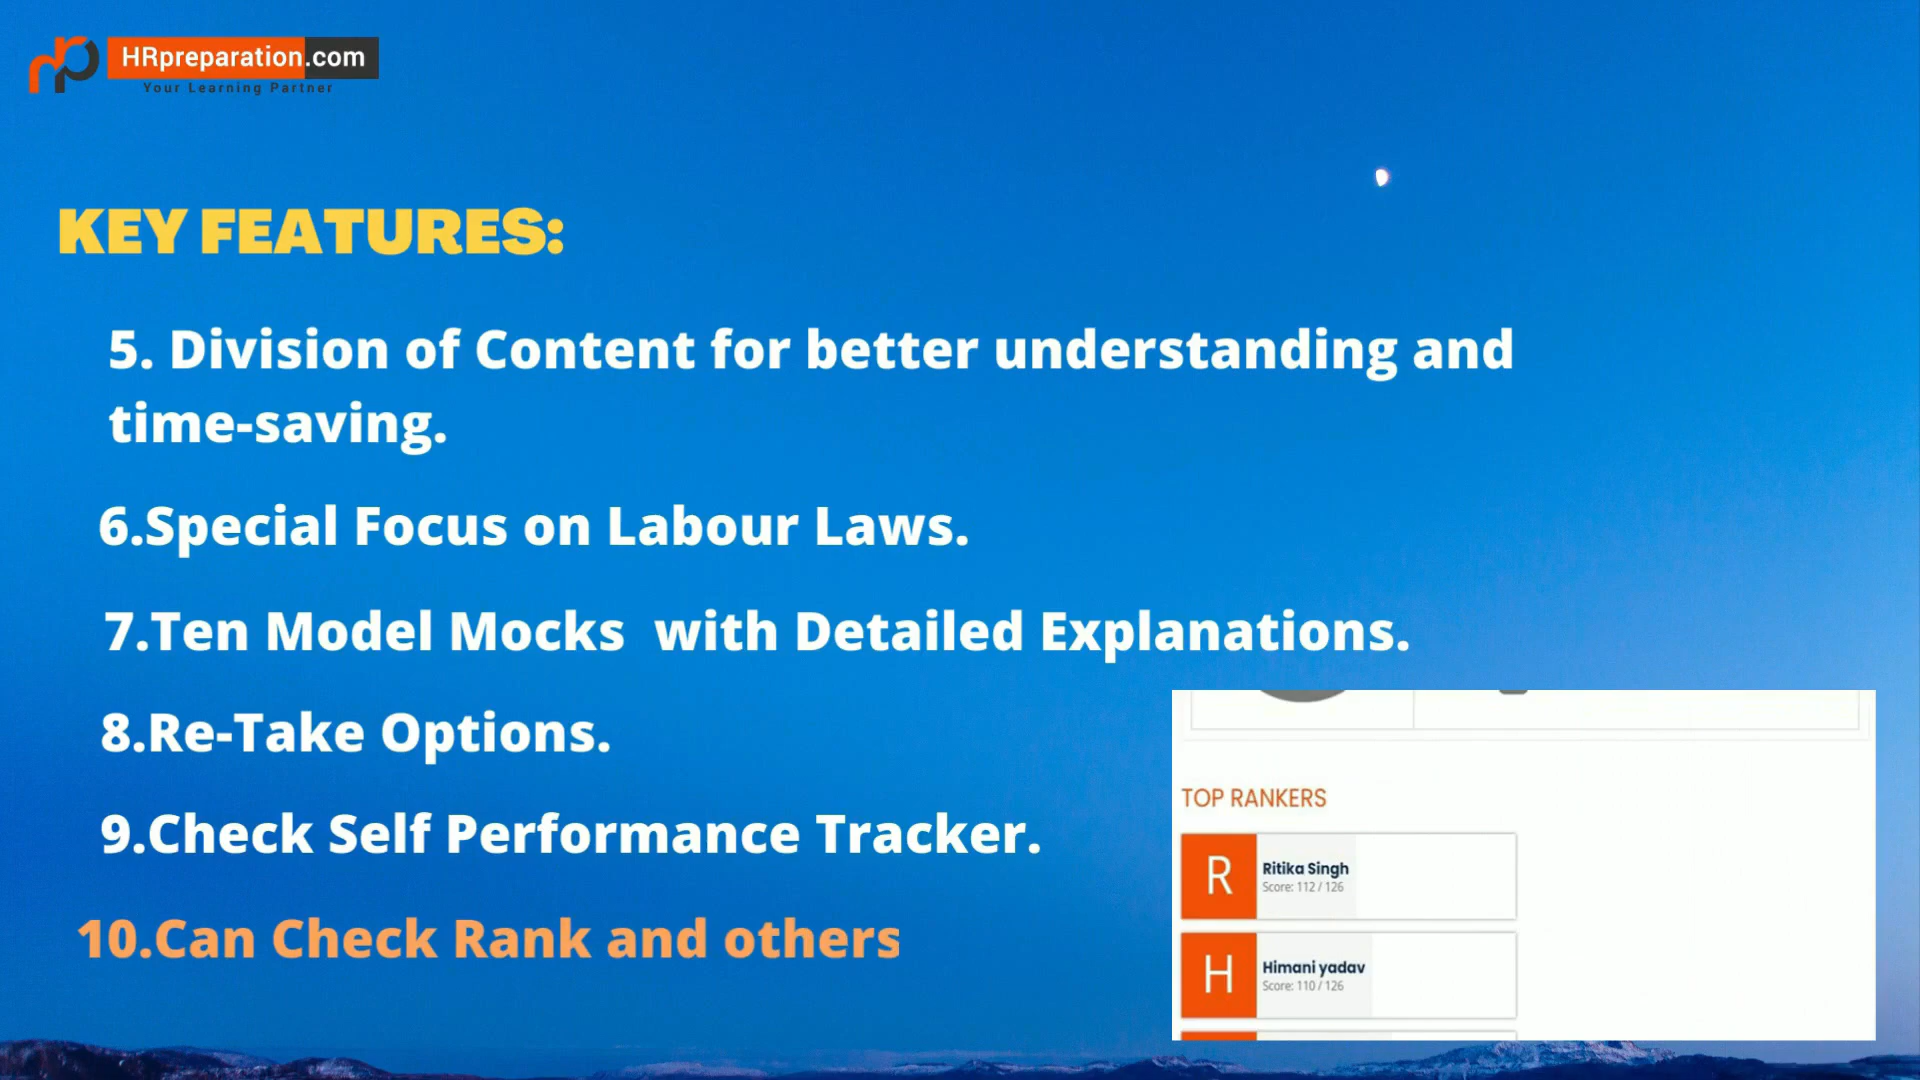 HRpreparation.com
Your Learning Partner
KEY FEATURES:
5. Division of Content for better understanding and
time-saving.
6.Special Focus on Labour Laws.
7.Ten Model Mocks with Detailed Explanations.
8.Re-Take Options.
9.Check Self Performance Tracker.
10.Can Check Rank and others
TOP RANKERS
R
Ritika Singh
Score: 112 / 126
H
Himani yadav
Score: 110 / 126